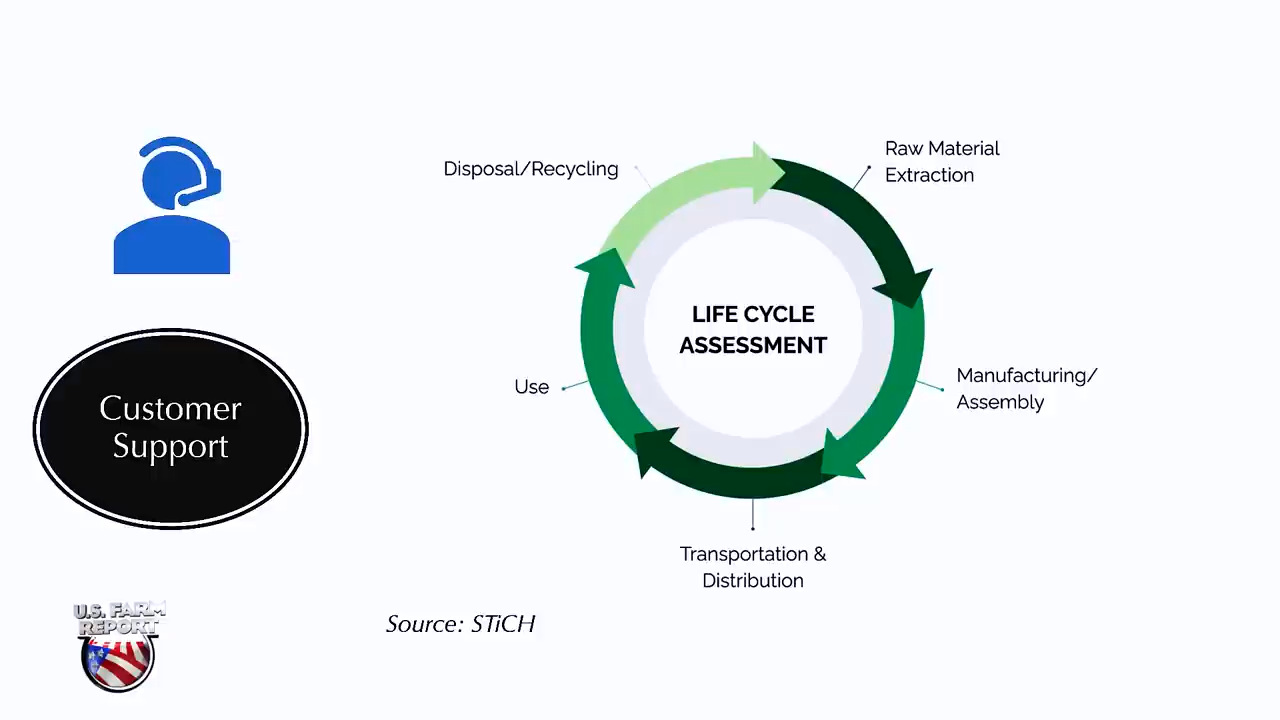 Disposal/Recycling
Raw Material
Extraction
LIFE CYCLE
ASSESSMENT
Manufacturing/
Assembly
Use
Transportation &
Distribution
Customer
Support
Source: STiCH
U.S. FARM
REPORT